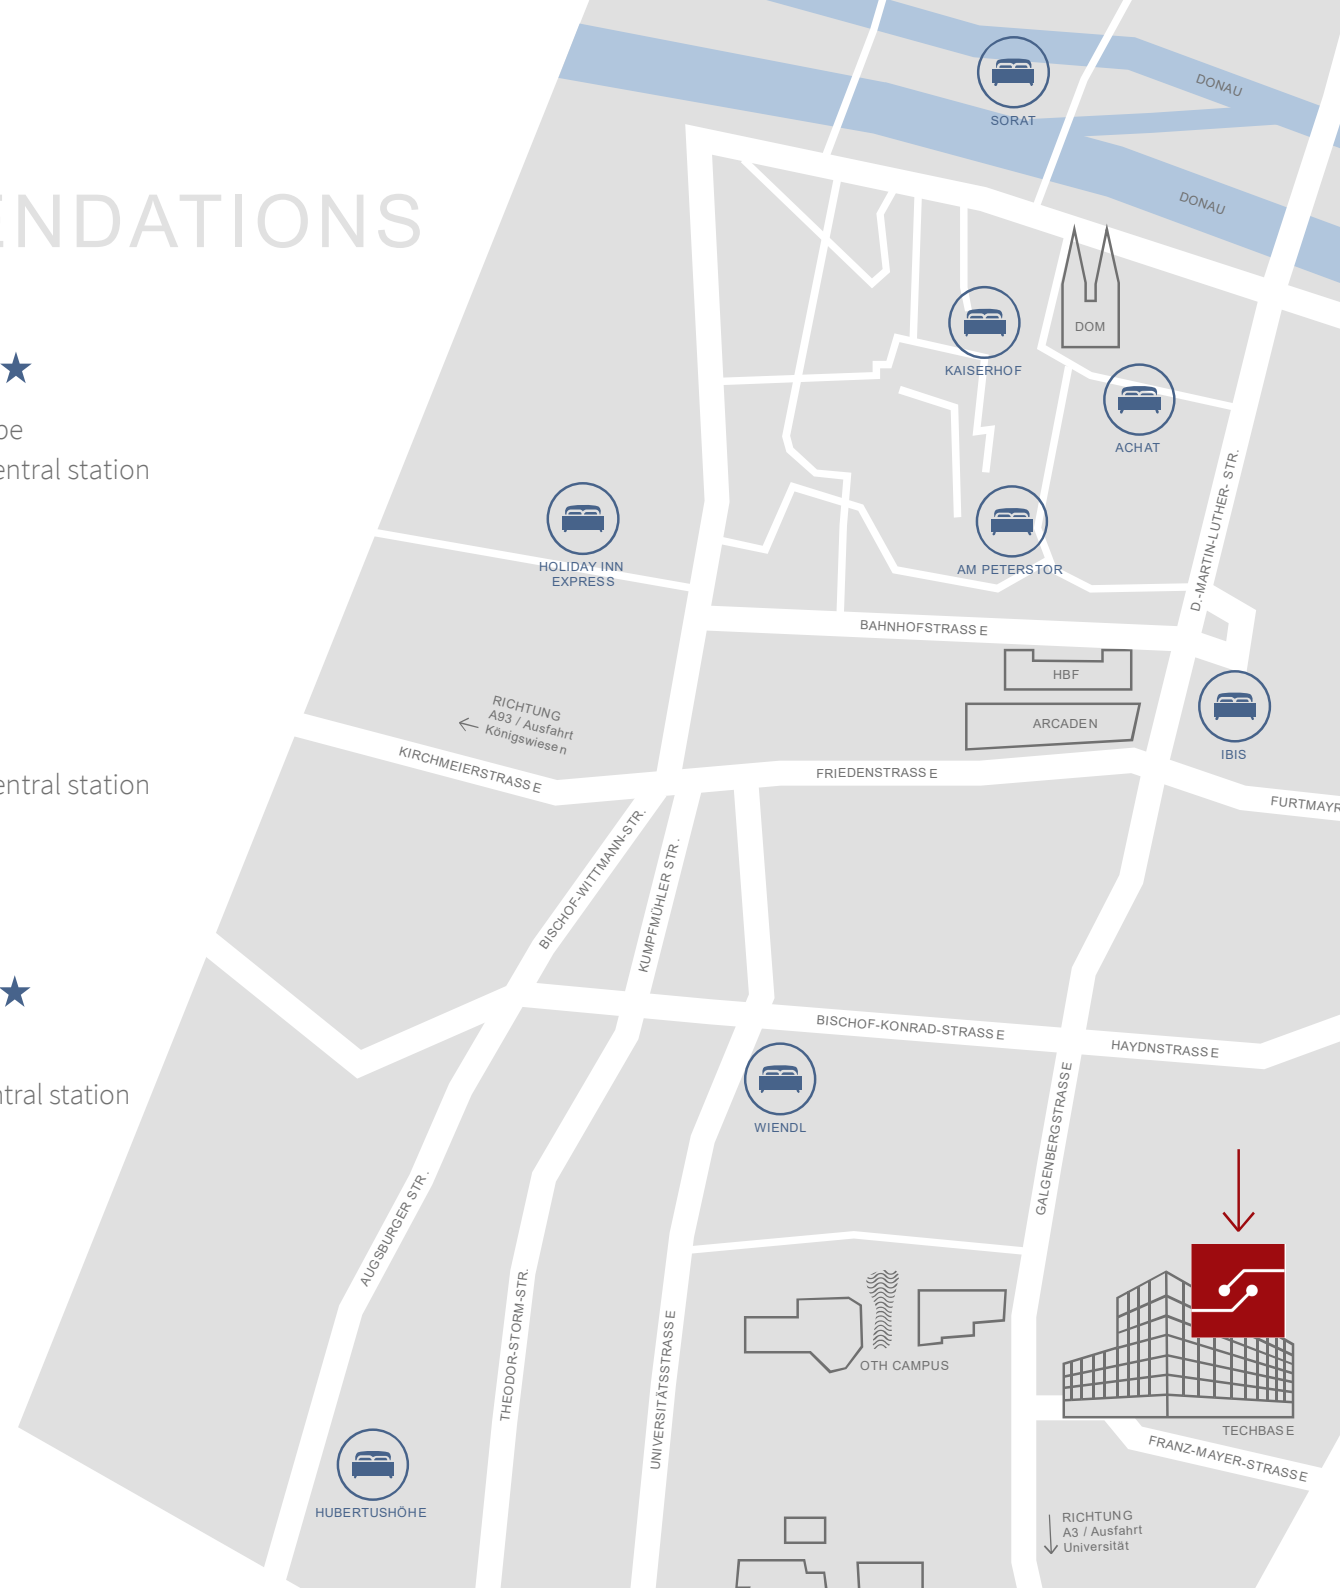 ENDATIONS
entral station
entral station
ntral station
DONAU
SORAT
DONAU
DOM
KAISERHOF
ACHAT
D.-MARTIN-LUTHER- STR.
HOLIDAY INN
EXPRESS
AM PETERSTOR
BAHNHOFSTRASSE
HBF
RICHTUNG
A93 / Ausfahrt
Königswiesen
ARCADEN
IBIS
KIRCHMEIERSTRASSE
FRIEDENSTRASSE
FURTMAYR
BISCHOF-WITTMANN-STR.
KUMPFMÜHLER STR.
BISCHOF-KONRAD-STRASSE
HAYDNSTRASSE
WIENDL
GALGENBERGSTRASSE
AUGSBURGER STR.
THEODOR-STORM-STR.
UNIVERSITÄTSSTRASSE
OTH CAMPUS
TECHBASE
FRANZ-MAYER-STRASSE
HUBERTUSHÖHE
RICHTUNG
A3 / Ausfahrt
Universität